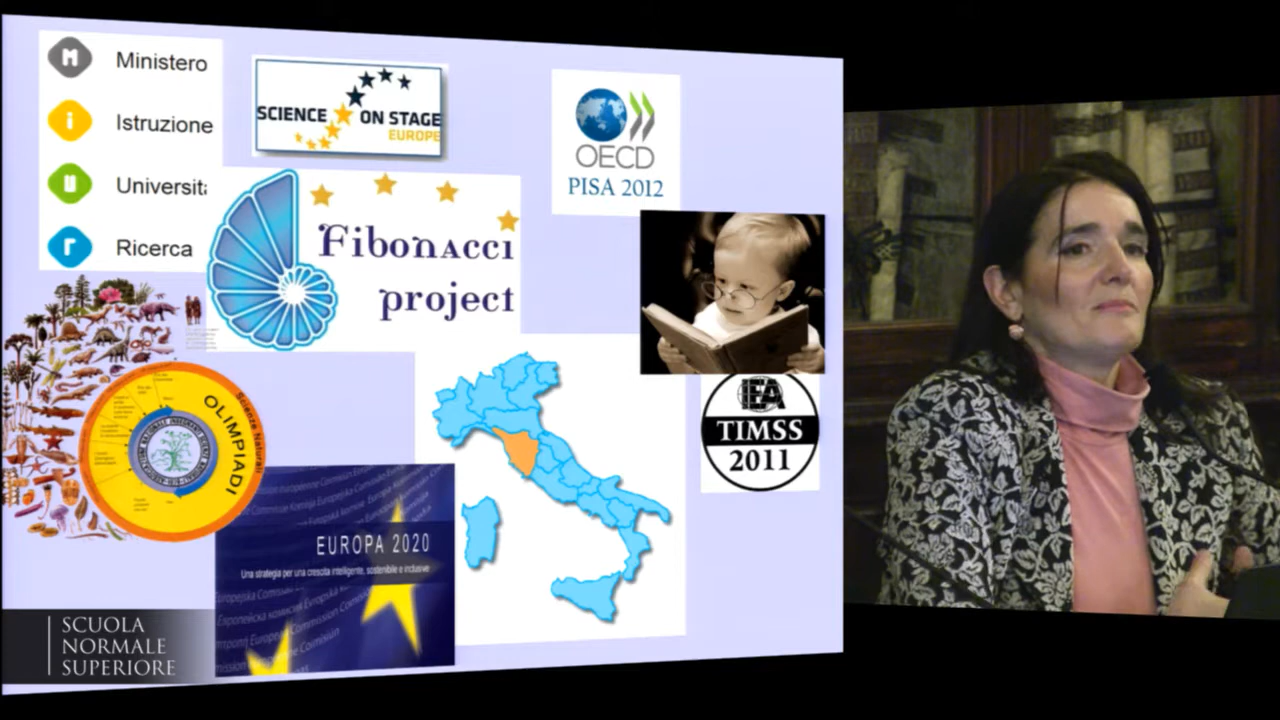 M Ministero
i Istruzione
U Universit
r Ricerca
SCIENCE ON STAGE
EUROPE
OECD
PISA 2012
Fibonacci
project
IEA
TIMSS
2011
OLIMPIADI
Scienze Naturali
EUROPA 2020
Una strategia per una crescita intelligente, sostenibile e inclusiva
SCUOLA
NORMALE
SUPERIORE